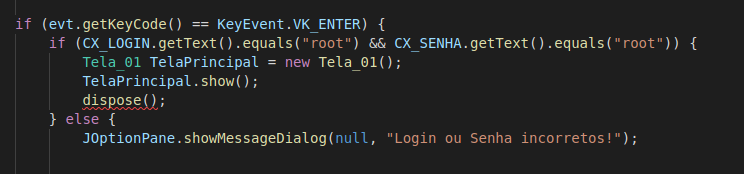 if (evt.getKeyCode() == KeyEvent.VK_ENTER) {
if (CX_LOGIN.getText().equals("root") && CX_SENHA.getText().equals("root")) {
Tela_01 TelaPrincipal = new Tela_01();
TelaPrincipal.show();
dispose();
} else {
JOptionPane.showMessageDialog(null, "Login ou Senha incorretos!");